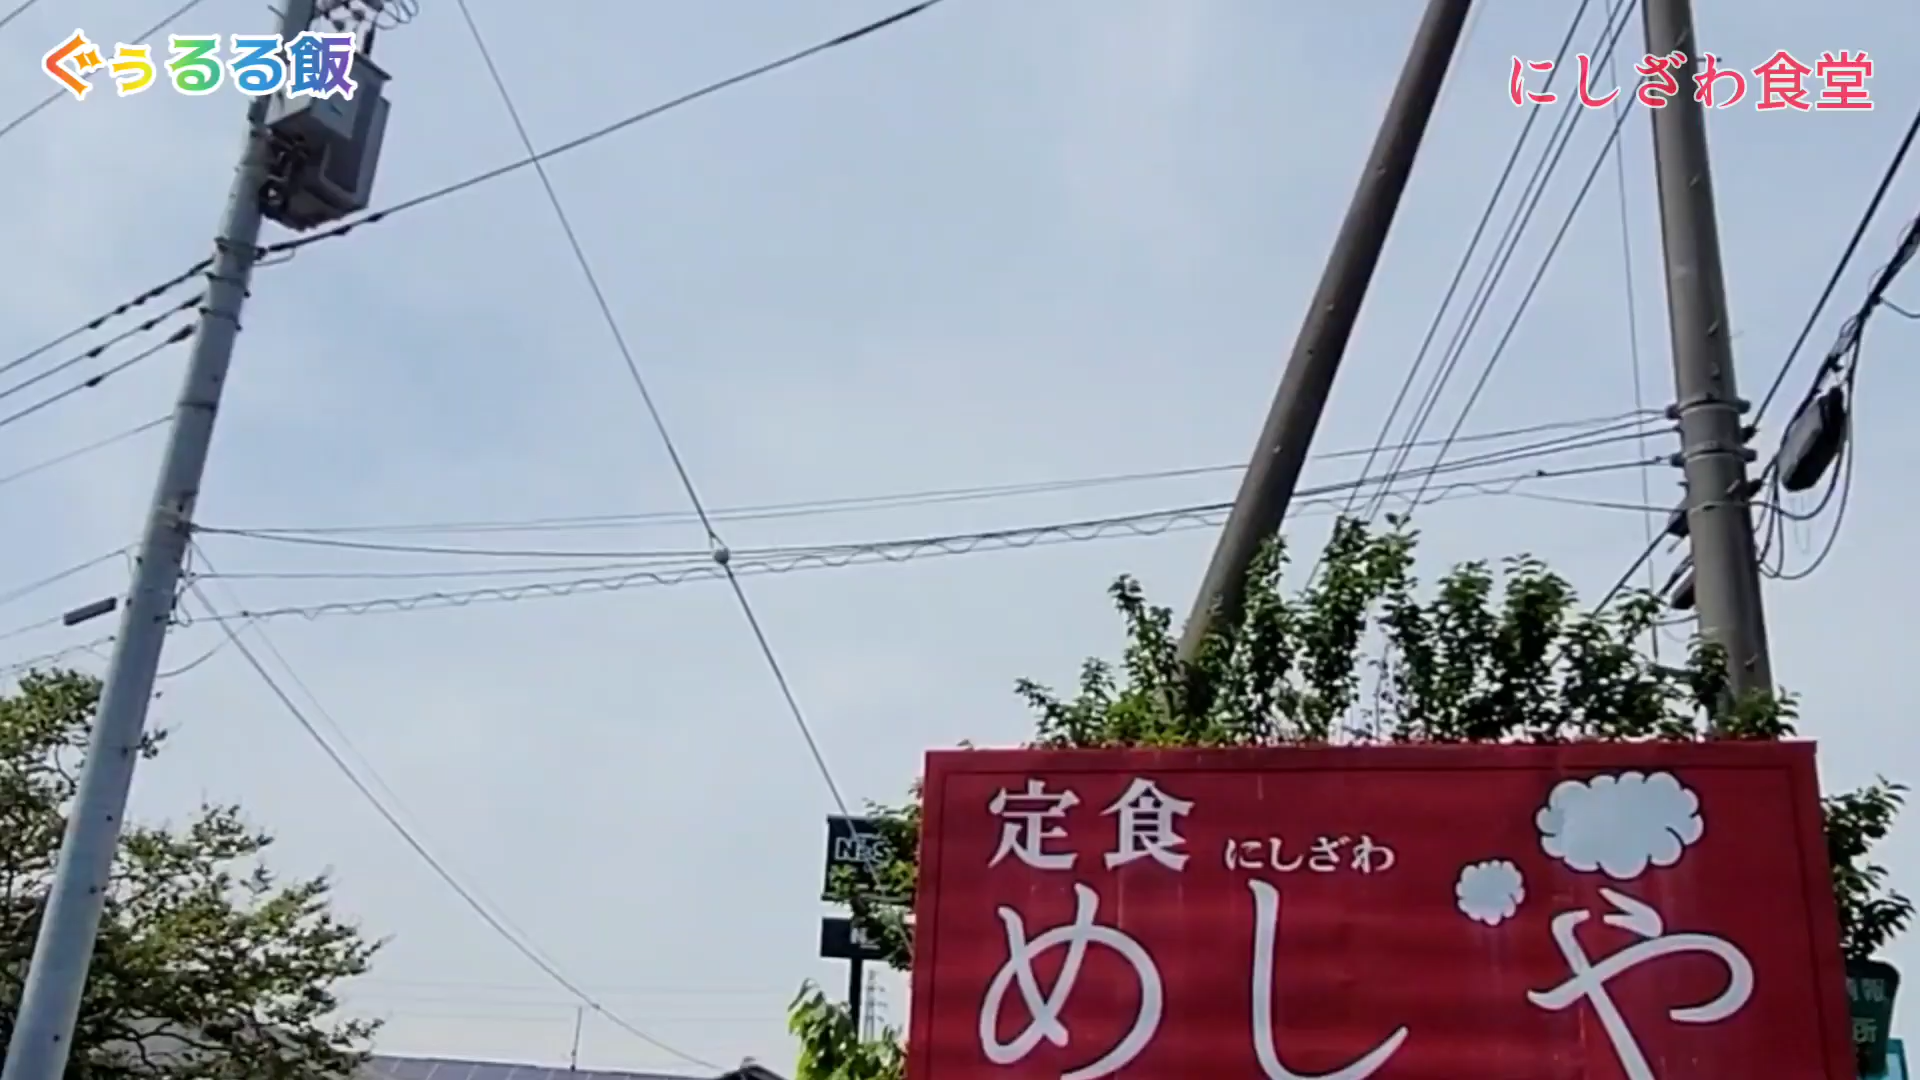 ぐぅるる飯
にしざわ食堂
定食 にしざわ
めしや